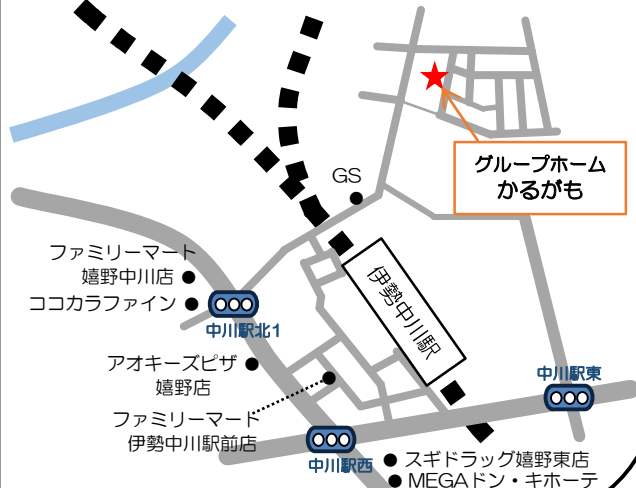 GS
グループホーム
かるがも
ファミリーマート
嬉野中川店
ココカラファイン
中川駅北1
伊勢中川駅
アオキーズピザ
嬉野店
中川駅東
ファミリーマード
伊勢中川駅前店
中川駅西
スギドラッグ嬉野東店
MEGAドン・キホーテ